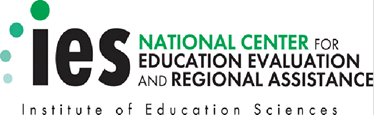 ies
NATIONAL CENTER FOR
EDUCATION EVALUATION
AND REGIONAL ASSISTANCE
Institute of Education Sciences